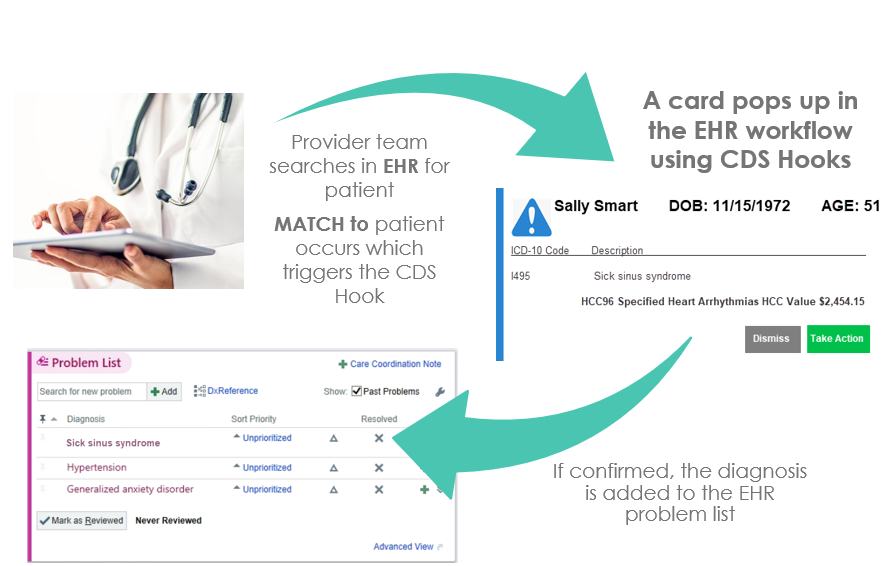 Provider team
searches in EHR for
patient
MATCH to patient
occurs which
triggers the CDS
Hook
A card pops up in
the EHR workflow
using CDS Hooks
Sally Smart DOB: 11/15/1972 AGE: 51
ICD-10 Code Description
I495 Sick sinus syndrome
HCC96 Specified Heart Arrhythmias HCC Value $2,454.15
Dismiss Take Action
Problem List Care Coordination Note
Search for new problem Add DxReference Show: Past Problems
Diagnosis Sort Priority Resolved
Sick sinus syndrome Unprioritized
Hypertension Unprioritized
Generalized anxiety disorder Unprioritized
Mark as Reviewed Never Reviewed
Advanced View
If confirmed, the diagnosis
is added to the EHR
problem list